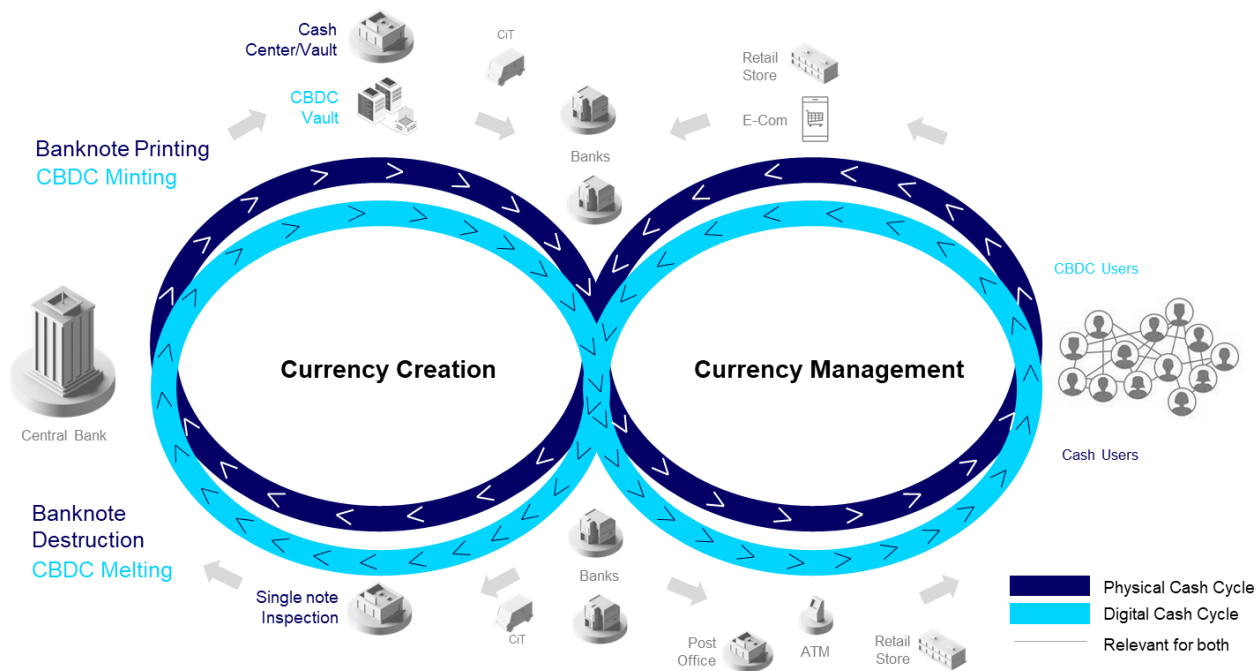 Cash
Center/Vault
CiT
Retail
Store
CBDC
Vault
E-Com
Banknote Printing
CBDC Minting
Banks
CBDC Users
Currency Creation
Currency Management
Central Bank
Cash Users
Banknote
Destruction
CBDC Melting
Banks
Single note
Inspection
CiT
Post
Office
ATM
Retail
Store
Physical Cash Cycle
Digital Cash Cycle
Relevant for both